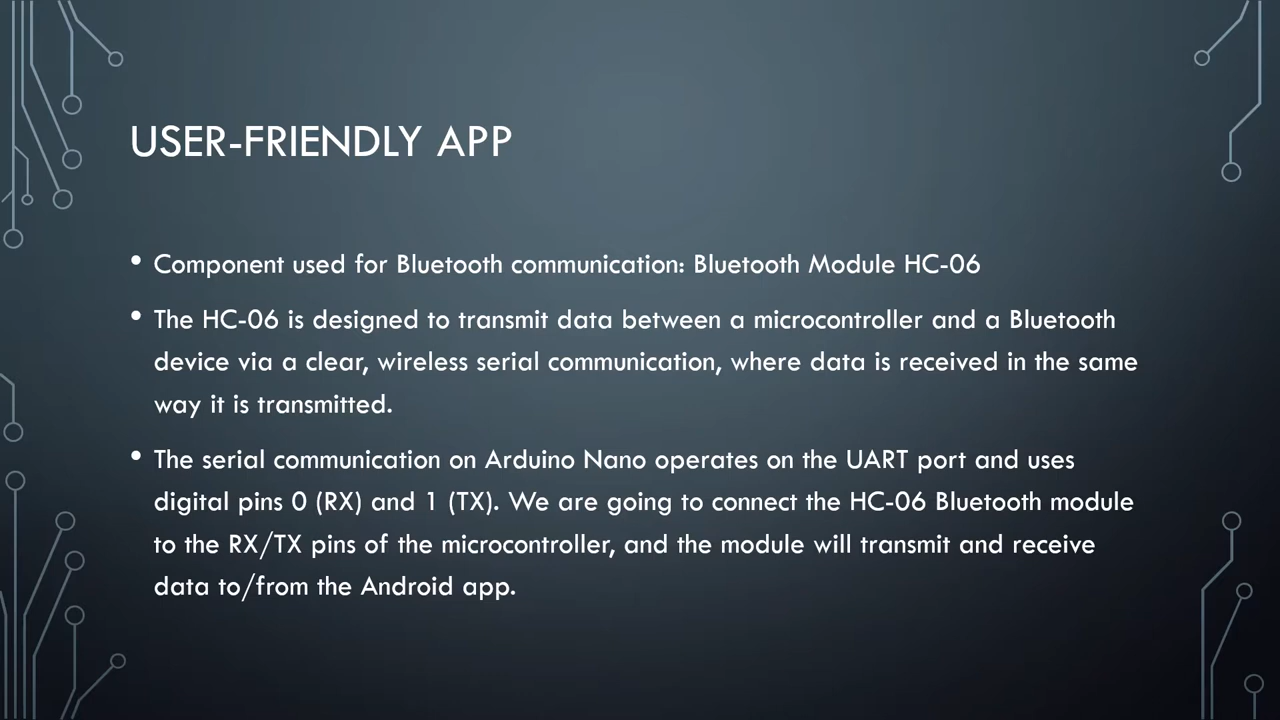 USER-FRIENDLY APP
• Component used for Bluetooth communication: Bluetooth Module HC-06
• The HC-06 is designed to transmit data between a microcontroller and a Bluetooth
device via a clear, wireless serial communication, where data is received in the same
way it is transmitted.
• The serial communication on Arduino Nano operates on the UART port and uses
digital pins 0 (RX) and 1 (TX). We are going to connect the HC-06 Bluetooth module
to the RX/TX pins of the microcontroller, and the module will transmit and receive
data to/from the Android app.